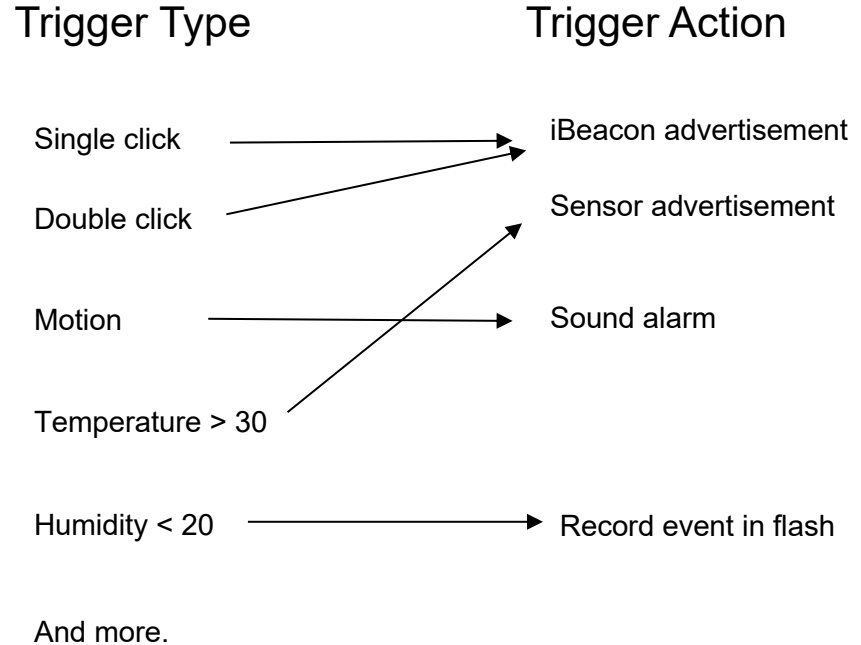 Trigger Type
Trigger Action
Single click
iBeacon advertisement
Double click
Sensor advertisement
Motion
Sound alarm
Temperature > 30
Humidity < 20
Record event in flash
And more.